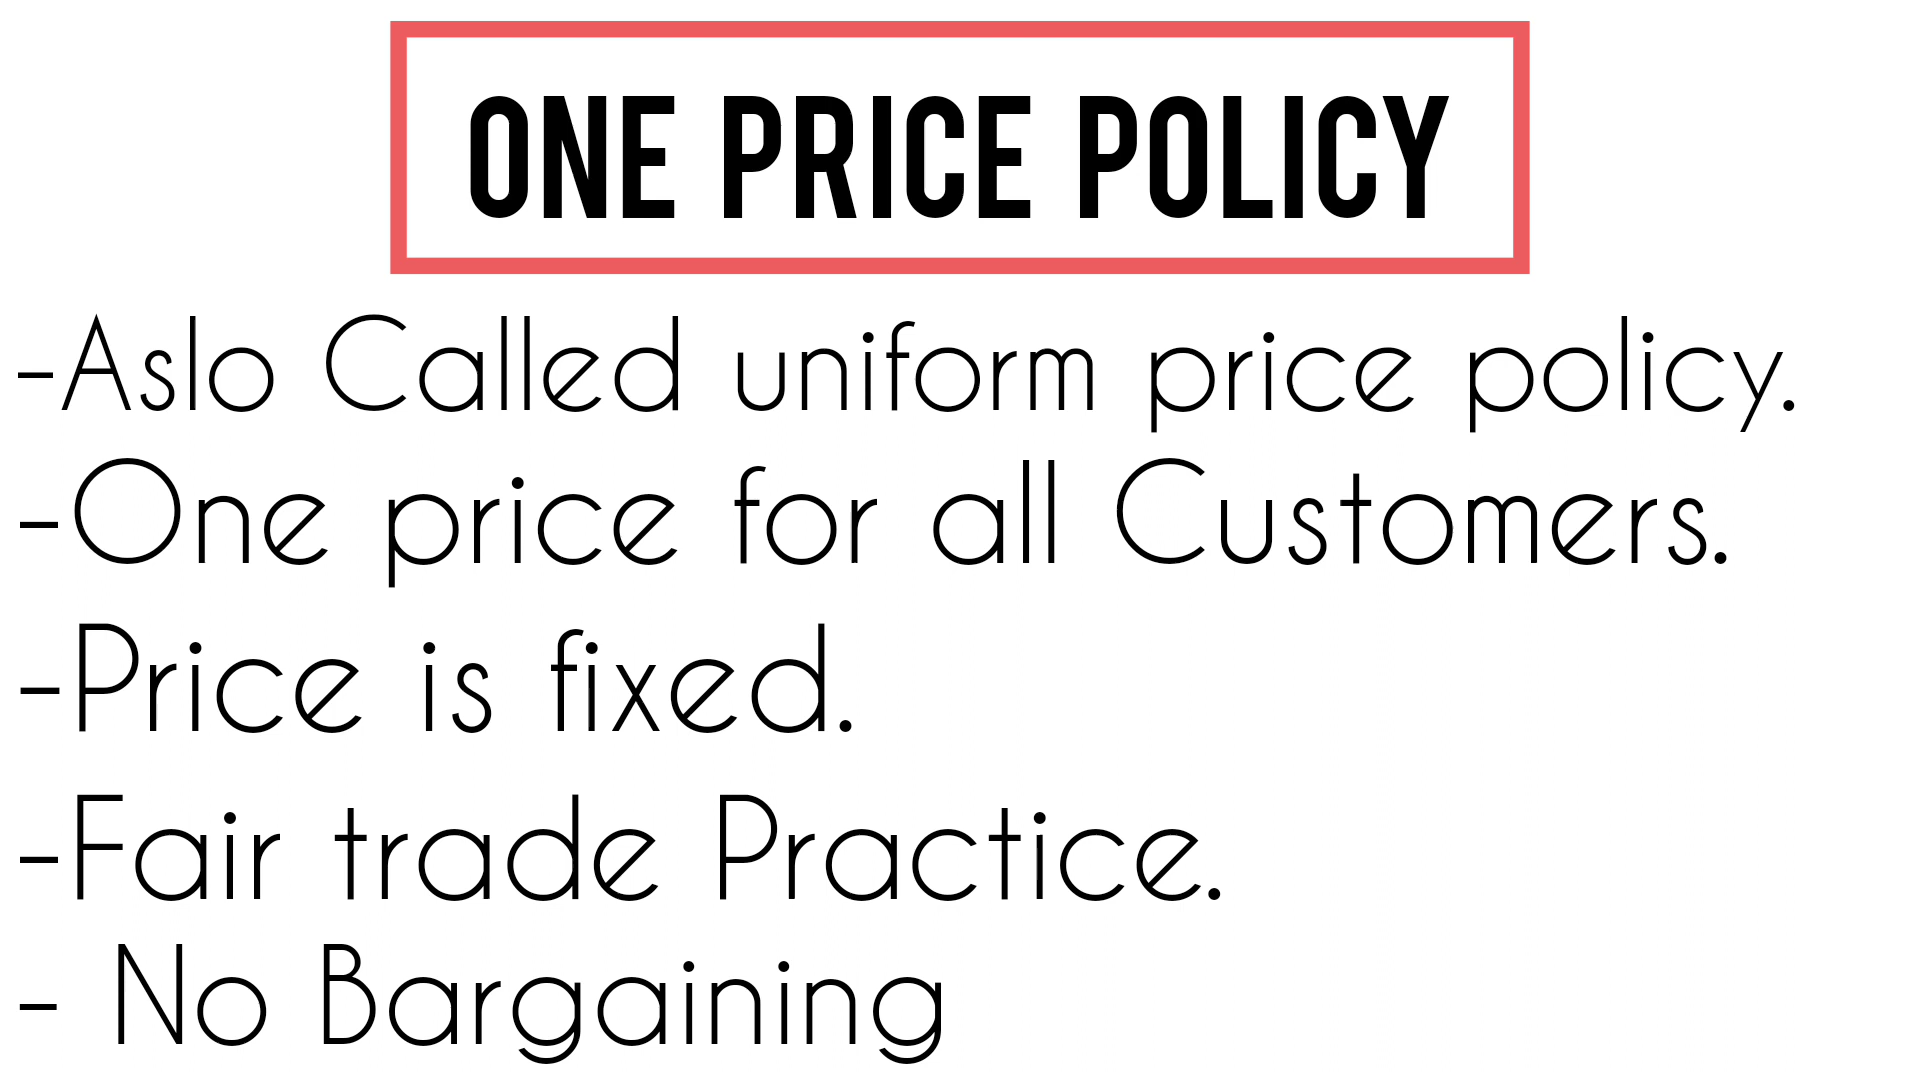 ONE PRICE POLICY
-Aslo Called uniform price policy.
-One price for all Customers.
-Price is fixed.
-Fair trade Practice.
- No Bargaining